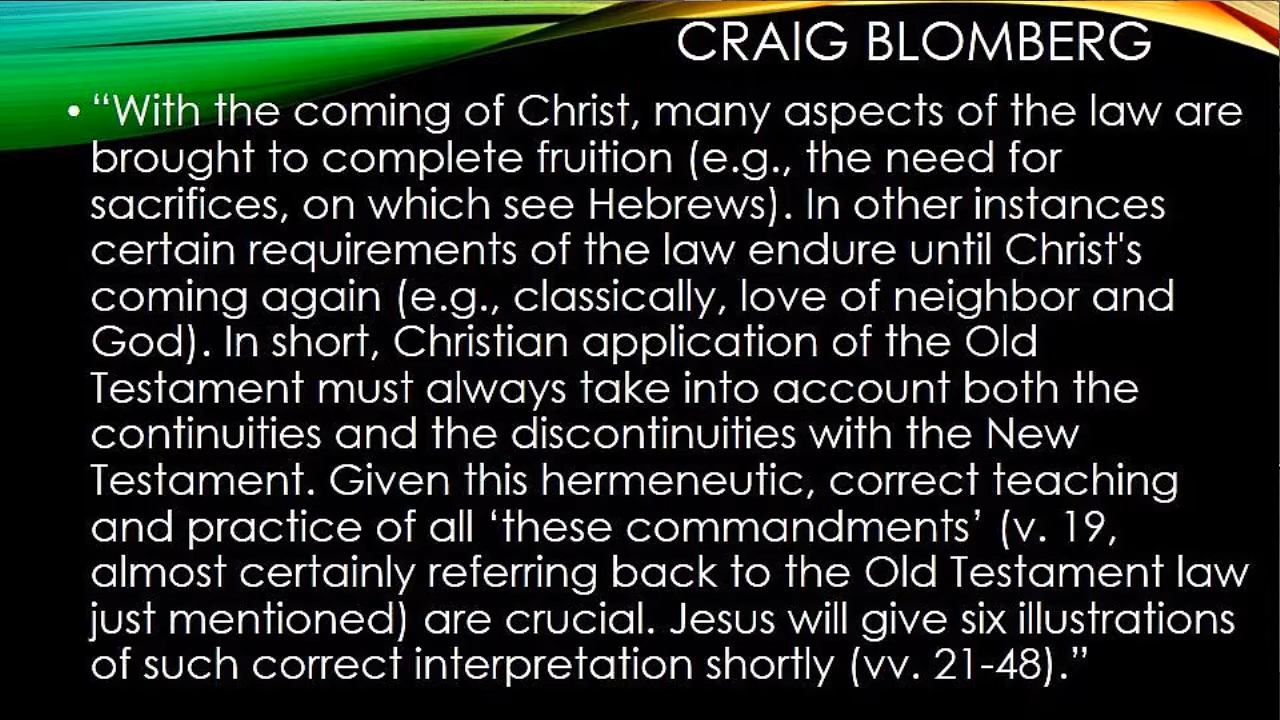 CRAIG BLOMBERG
• “With the coming of Christ, many aspects of the law are
brought to complete fruition (e.g., the need for
sacrifices, on which see Hebrews). In other instances
certain requirements of the law endure until Christ's
coming again (e.g., classically, love of neighbor and
God). In short, Christian application of the Old
Testament must always take into account both the
continuities and the discontinuities with the New
Testament. Given this hermeneutic, correct teaching
and practice of all ‘these commandments’ (v. 19,
almost certainly referring back to the Old Testament law
just mentioned) are crucial. Jesus will give six illustrations
of such correct interpretation shortly (vv. 21-48).”